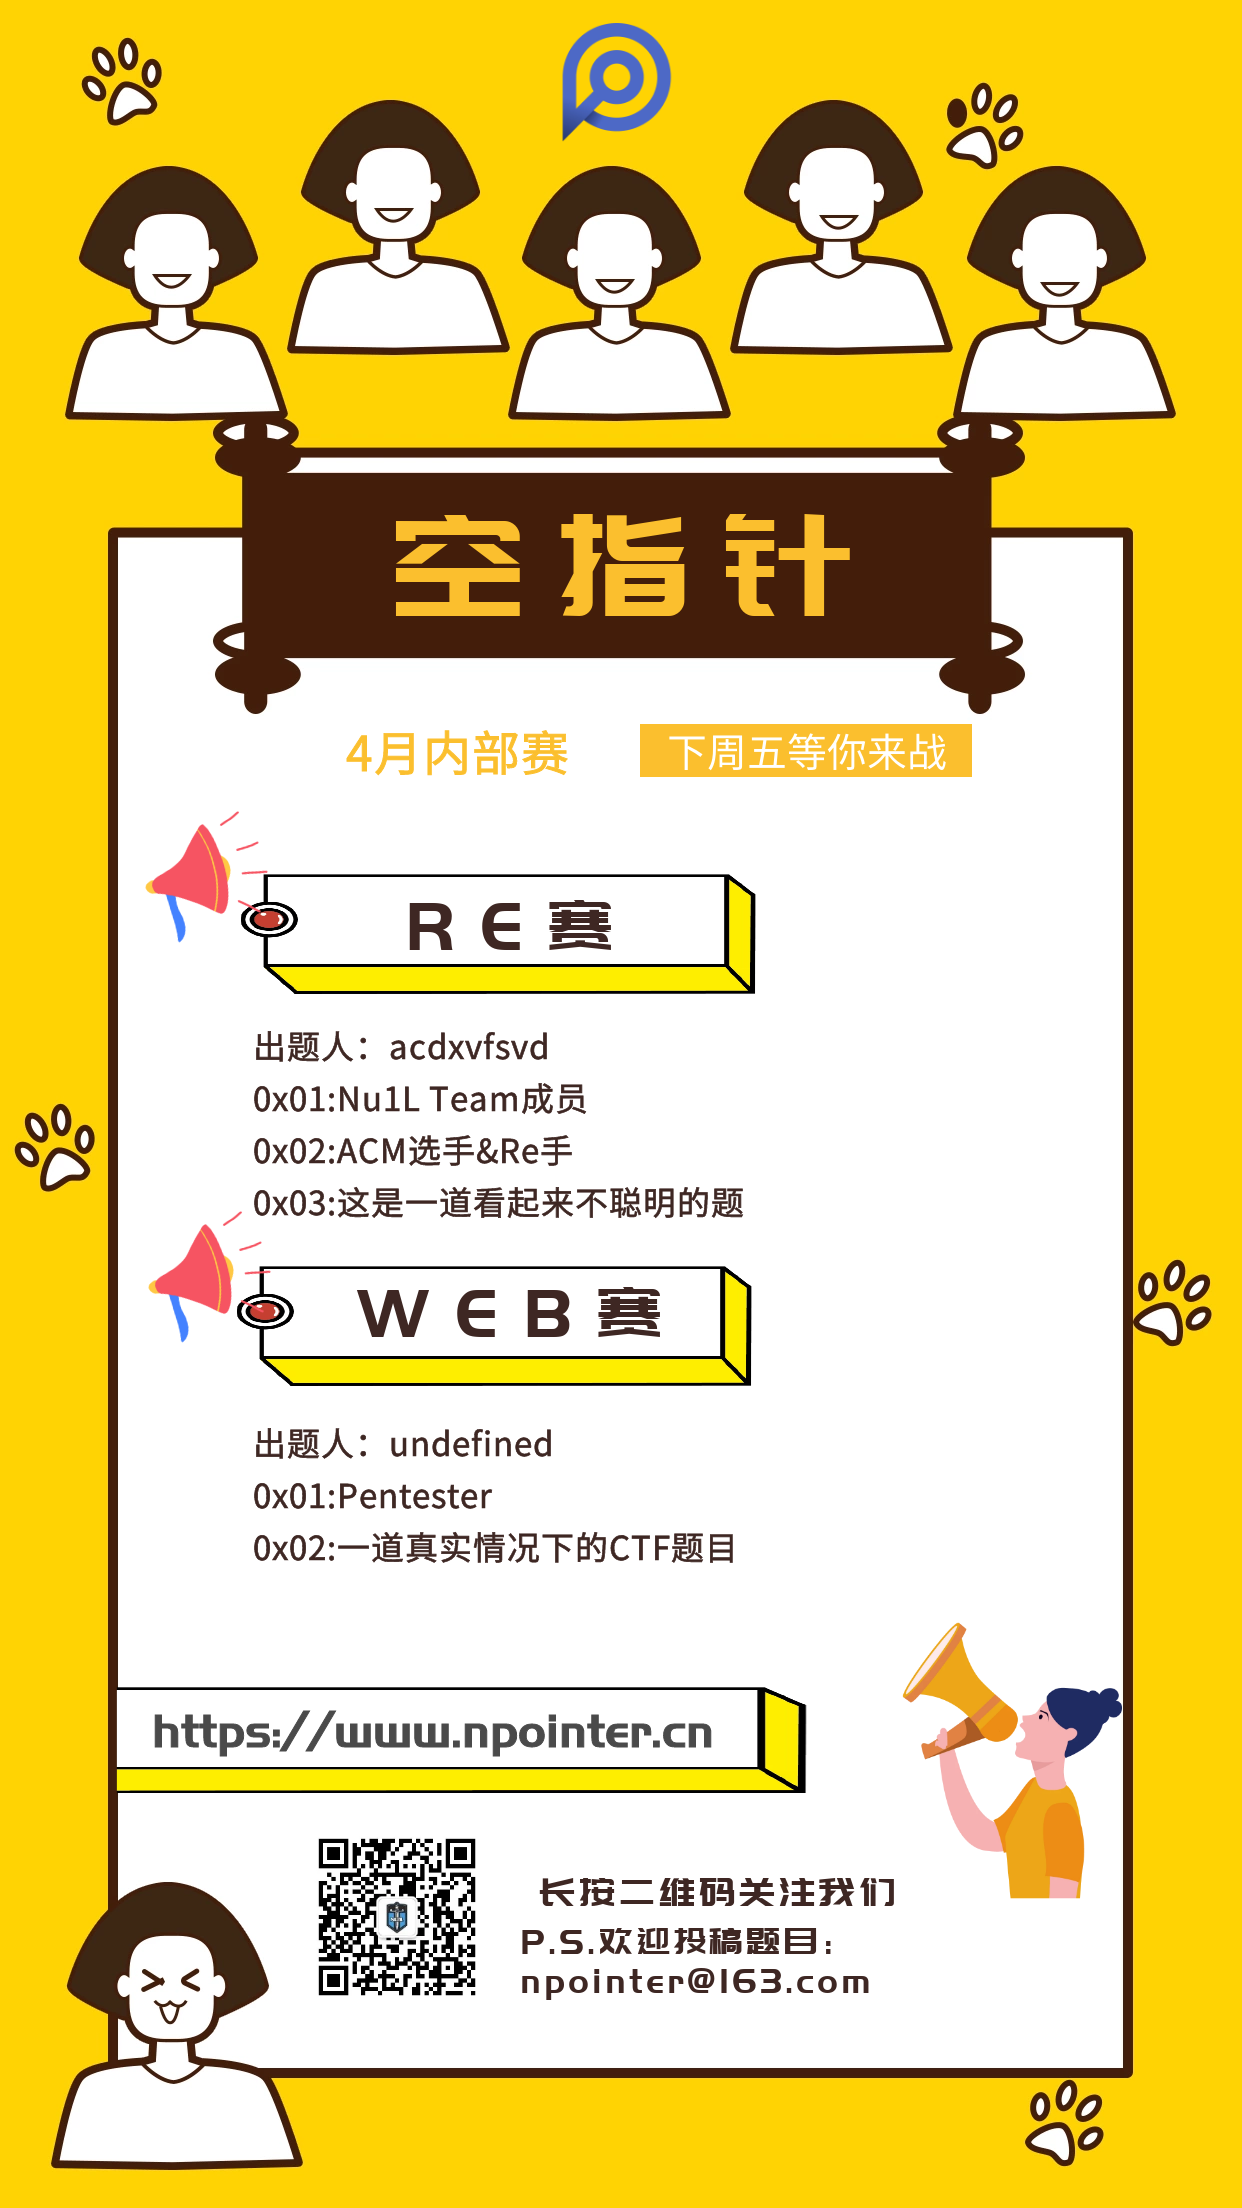 空指针
4月内部赛
下周五等你来战
RE赛
出题人：acdxvfsvd
0x01:Nu1L Team成员
0x02:ACM选手&Re手
0x03:这是一道看起来不聪明的题
WEB赛
出题人：undefined
0x01:Pentester
0x02:一道真实情况下的CTF题目
https://www.npointer.cn
长按二维码关注我们
P.S.欢迎投稿题目：
npointer@163.com